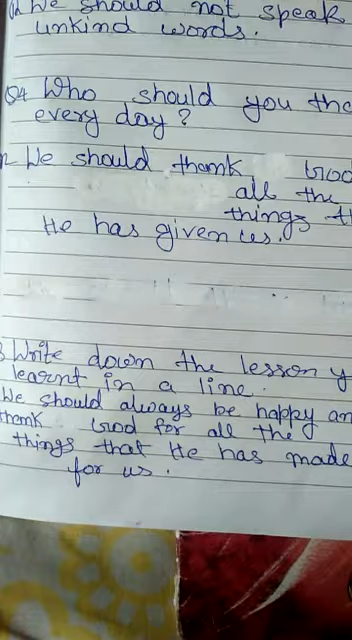 We should not speak
unkind words.
Q4 Who should you
every day?
We should thank God
all the
things
He has given us.
Write down the lesson
learnt in a line.
We should always be happy an
thank God for all the
things that He has made
for us.